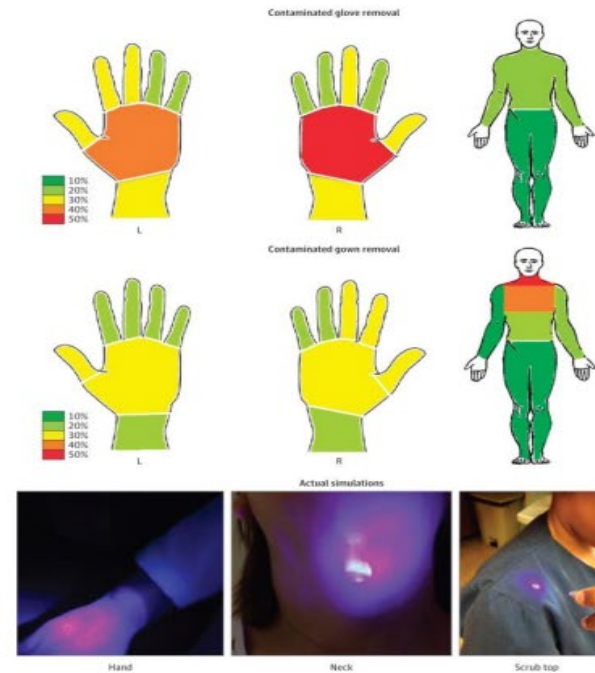 Contaminated glove removal
10%
20%
30%
40%
50%
L
R
Contaminated gown removal
10%
20%
30%
40%
50%
L
R
Actual simulations
Hand
Neck
Scrub top